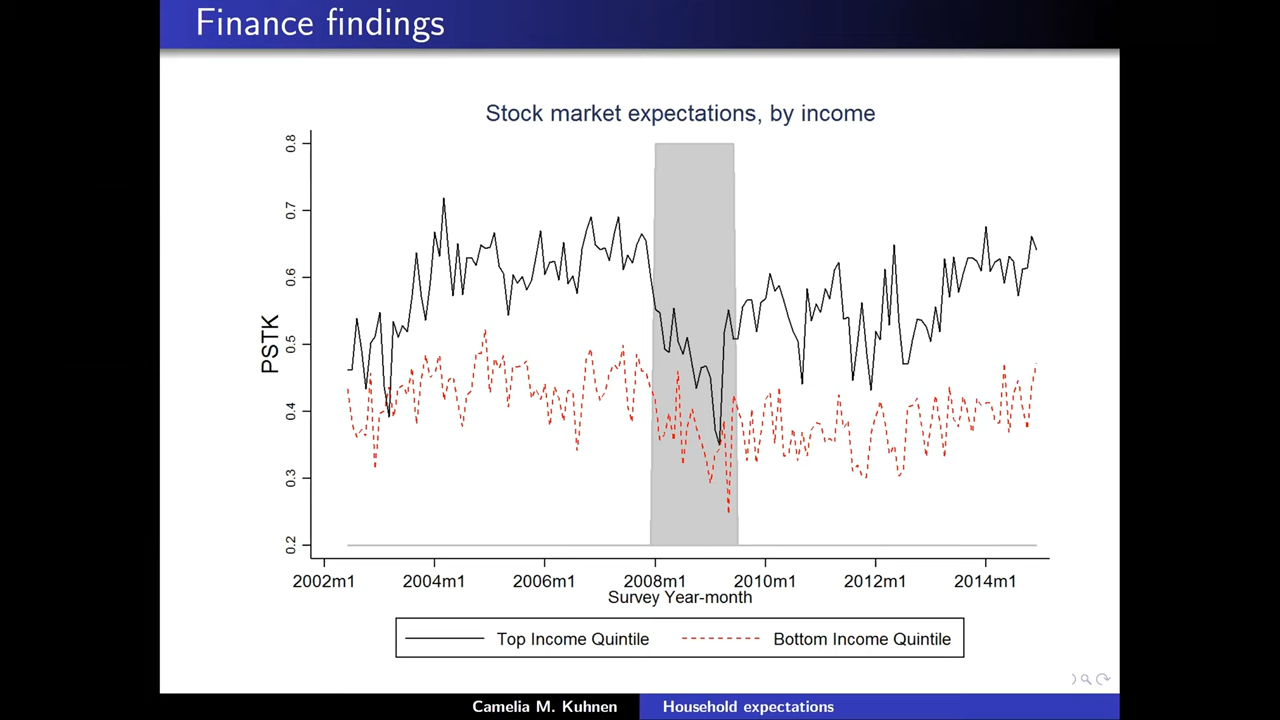 Finance findings
Stock market expectations, by income
0.8
0.7
0.6
0.5
0.4
0.3
0.2
PSTK
2002m1 2004m1 2006m1 2008m1 2010m1 2012m1 2014m1
Survey Year-month
Top Income Quintile Bottom Income Quintile
Camelia M. Kuhnen Household expectations